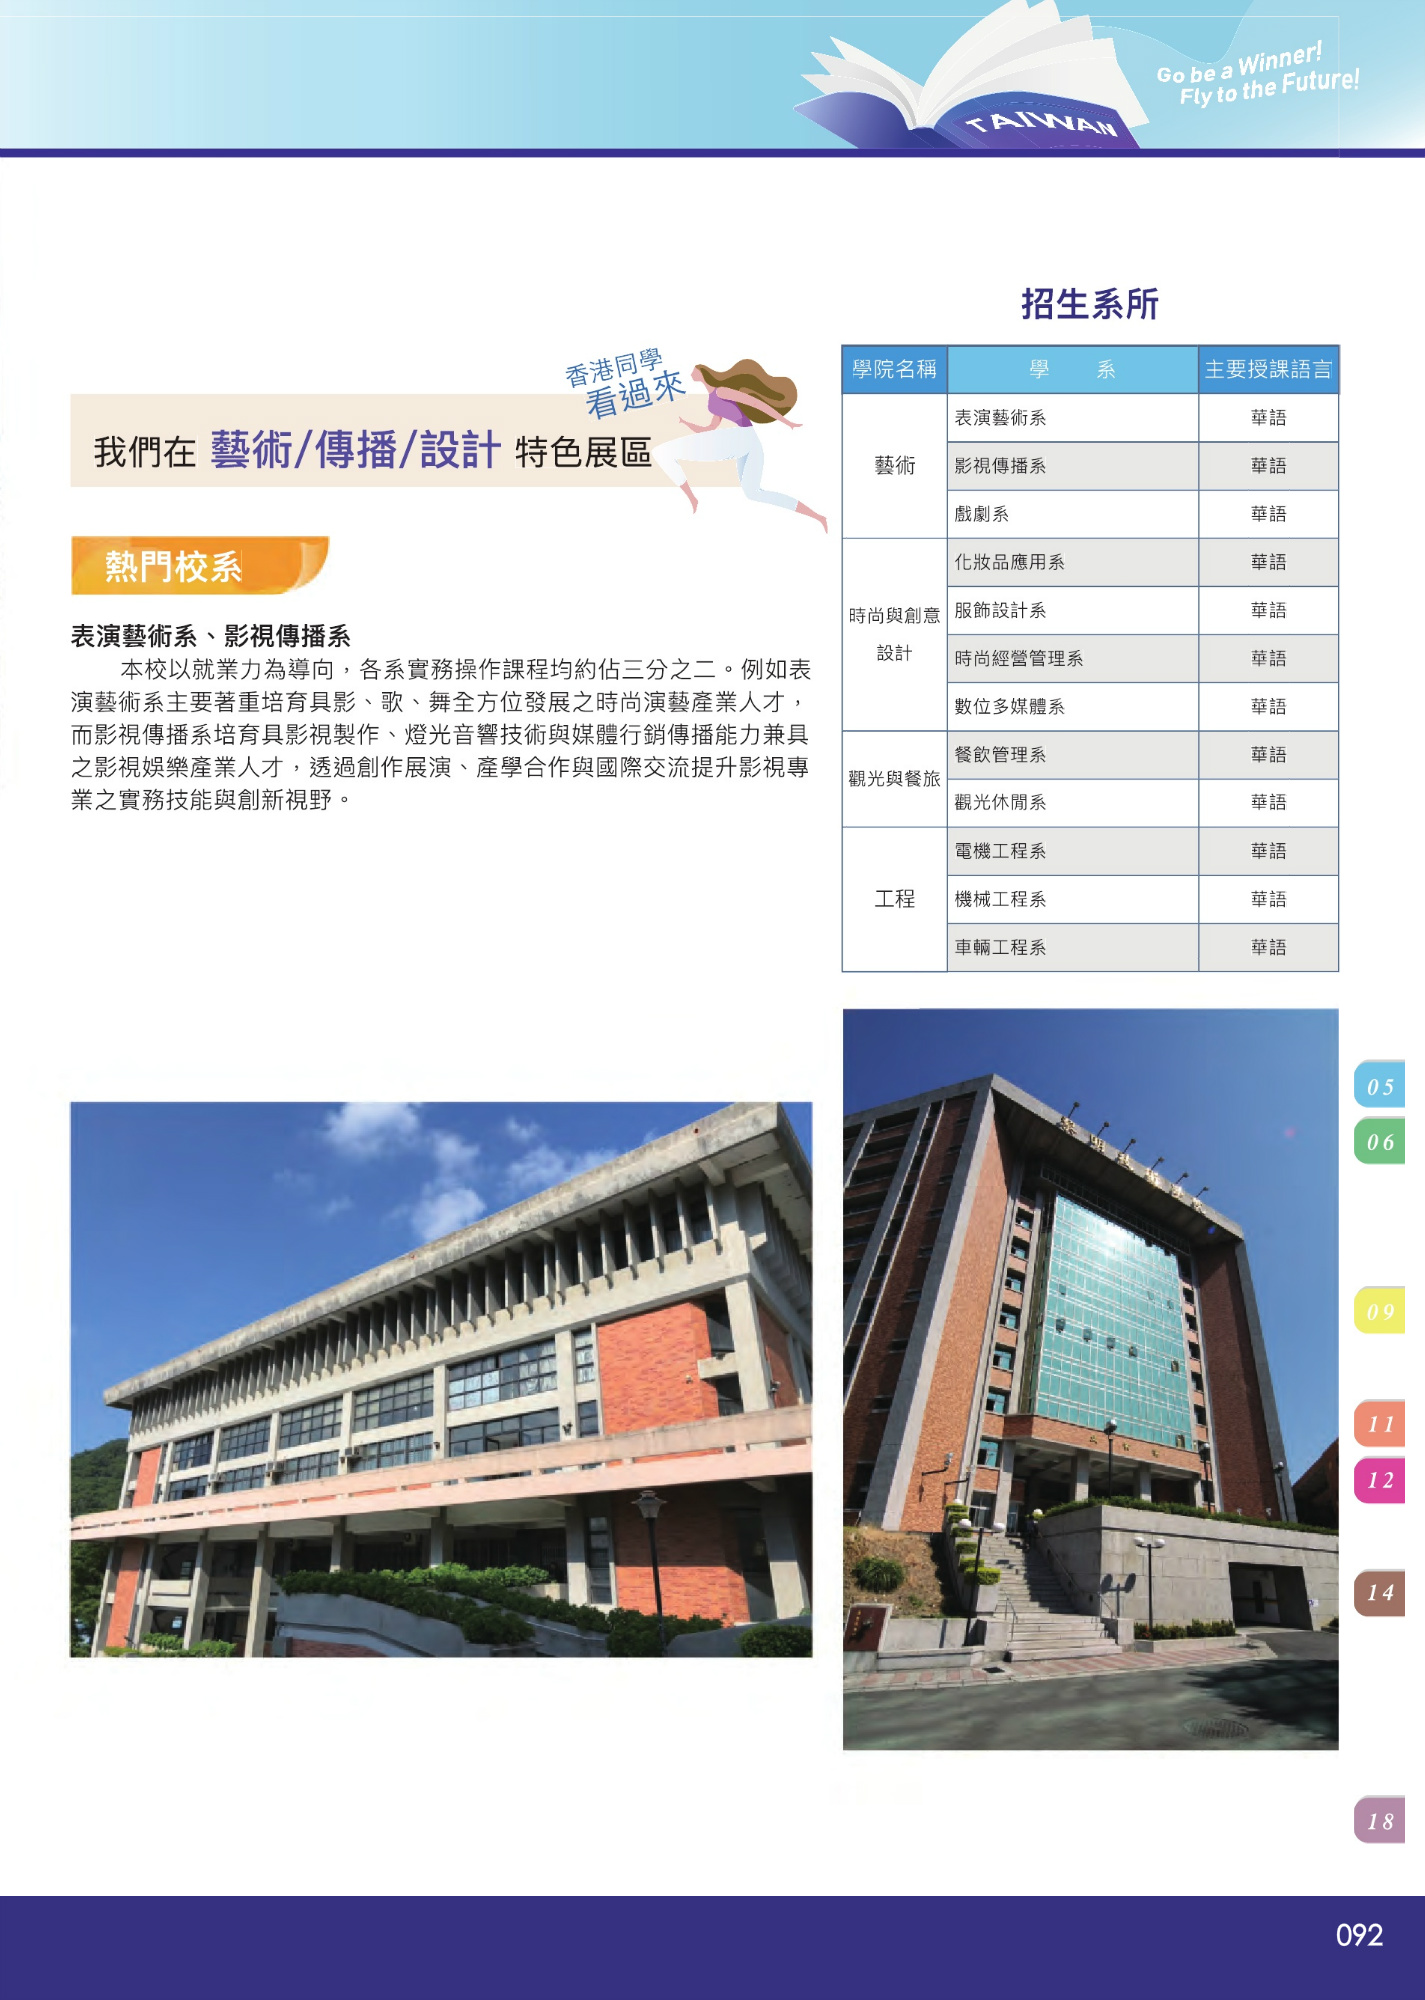 Go be a Winner!
Fly to the Future!
TAIWAN
香港同學
看過來
我們在 藝術/傳播/設計 特色展區
熱門校系
表演藝術系、影視傳播系
本校以就業力為導向，各系實務操作課程均約佔三分之二。例如表
演藝術系主要著重培育具影、歌、舞全方位發展之時尚演藝產業人才，
而影視傳播系培育具影視製作、燈光音響技術與媒體行銷傳播能力兼具
之影視娛樂產業人才，透過創作展演、產學合作與國際交流提升影視專
業之實務技能與創新視野。
招生系所
學院名稱 學 系 主要授課語言
藝術
表演藝術系 華語
影視傳播系 華語
戲劇系 華語
時尚與創意
設計
化妝品應用系 華語
服飾設計系 華語
時尚經營管理系 華語
數位多媒體系 華語
觀光與餐旅
餐飲管理系 華語
觀光休閒系 華語
工程
電機工程系 華語
機械工程系 華語
車輛工程系 華語
05
06
09
11
12
14
18
092